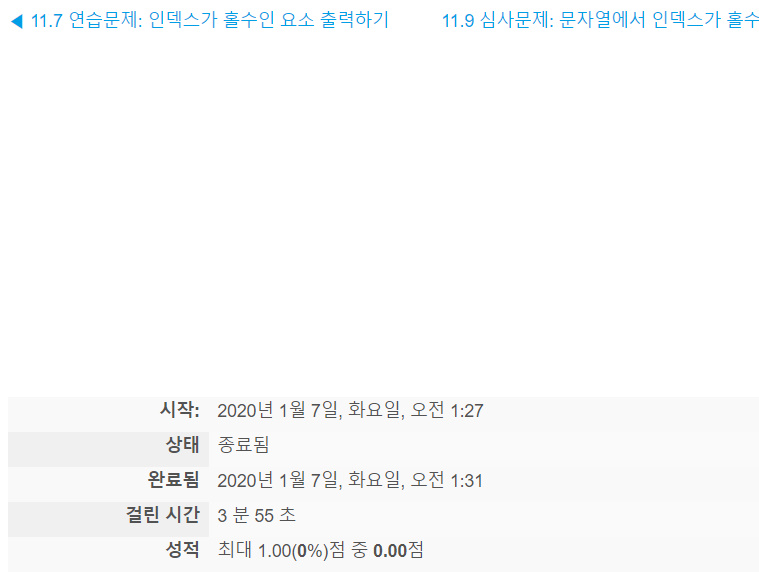 ◀ 11.7 연습문제: 인덱스가 홀수인 요소 출력하기 11.9 심사문제: 문자열에서 인덱스가 홀수
시작: 2020년 1월 7일, 화요일, 오전 1:27
상태 종료됨
완료됨 2020년 1월 7일, 화요일, 오전 1:31
걸린 시간 3 분 55 초
성적 최대 1.00(0%)점 중 0.00점